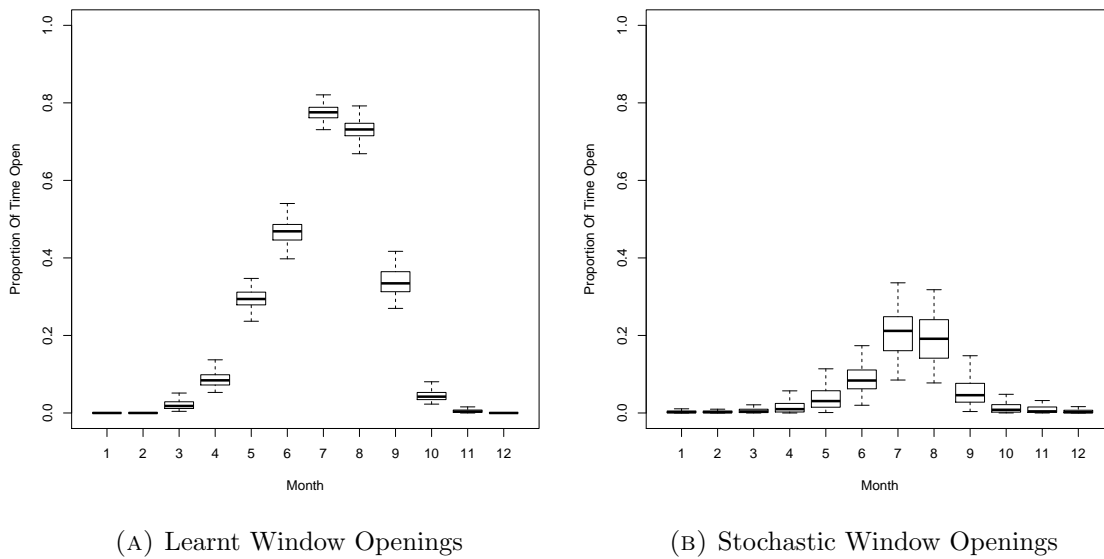 1.0
0.8
0.6
0.4
0.2
0.0
Proportion Of Time Open
1 2 3 4 5 6 7 8 9 10 11 12
Month
(A) Learnt Window Openings
1.0
0.8
0.6
0.4
0.2
0.0
Proportion Of Time Open
1 2 3 4 5 6 7 8 9 10 11 12
Month
(B) Stochastic Window Openings